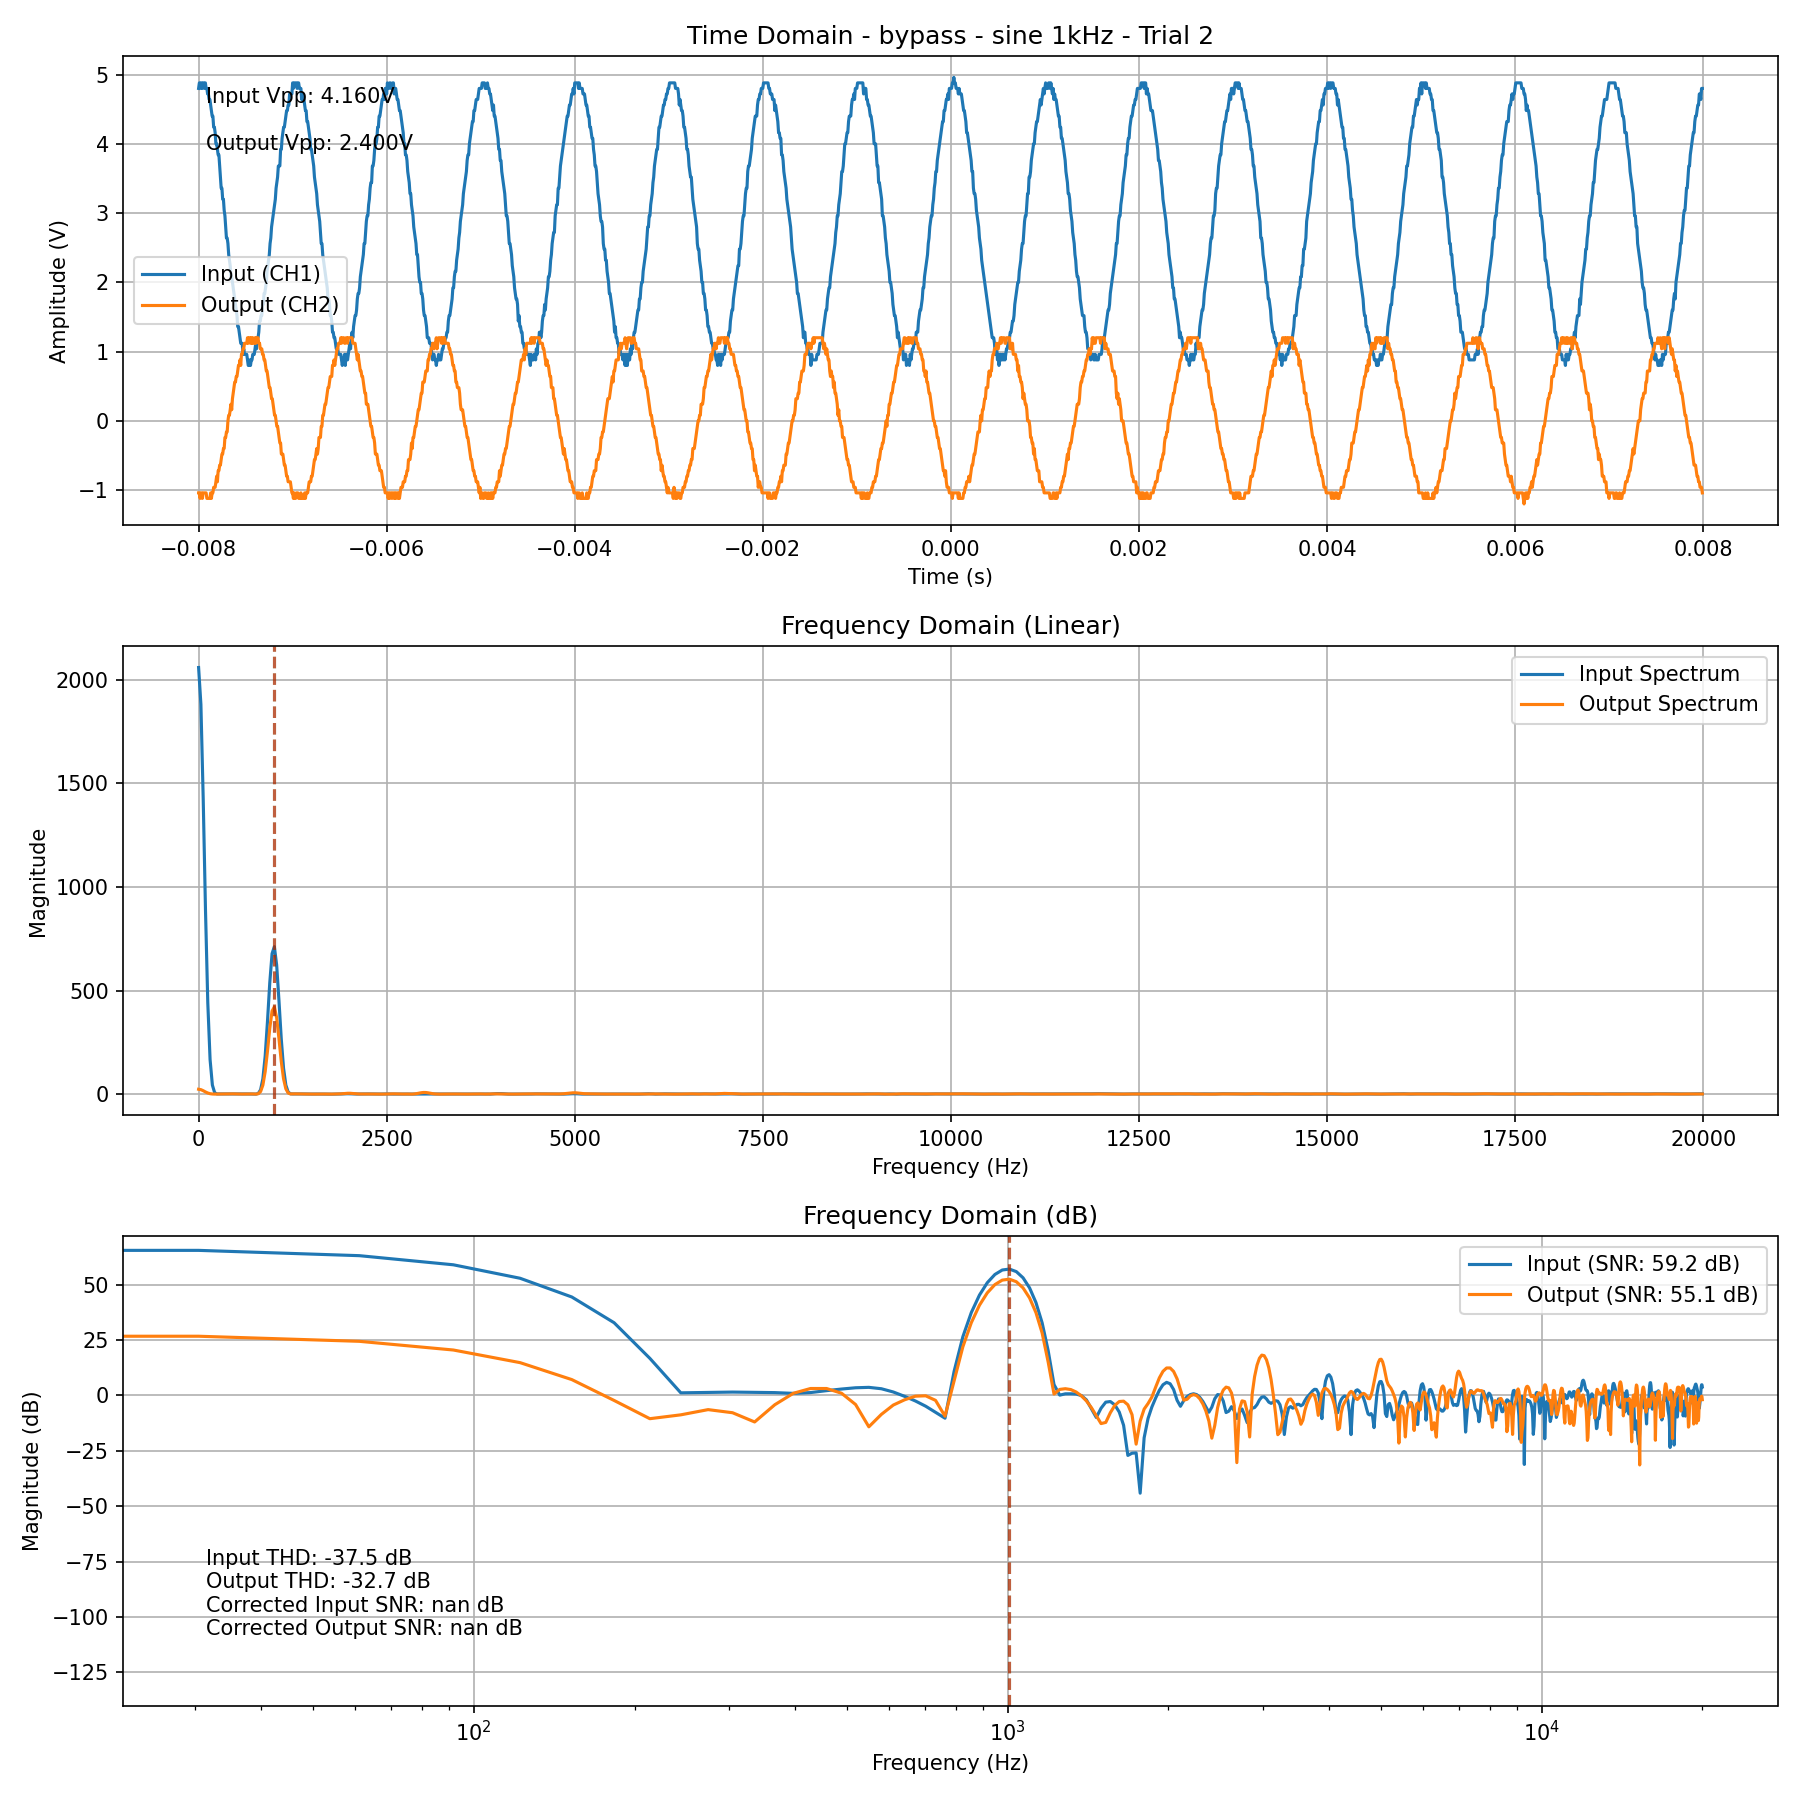 Time Domain - bypass - sine 1kHz - Trial 2
Amplitude (V)
5
4
3
2
1
0
−1
Input Vpp: 4.160V
Output Vpp: 2.400V
Input (CH1)
Output (CH2)
−0.008
−0.006
−0.004
−0.002
0.000
0.002
0.004
0.006
0.008
Time (s)
Frequency Domain (Linear)
Magnitude
2000
1500
1000
500
0
Input Spectrum
Output Spectrum
0
2500
5000
7500
10000
12500
15000
17500
20000
Frequency (Hz)
Frequency Domain (dB)
Magnitude (dB)
50
25
0
−25
−50
−75
−100
−125
Input (SNR: 59.2 dB)
Output (SNR: 55.1 dB)
Input THD: -37.5 dB
Output THD: -32.7 dB
Corrected Input SNR: nan dB
Corrected Output SNR: nan dB
10²
10³
10⁴
Frequency (Hz)